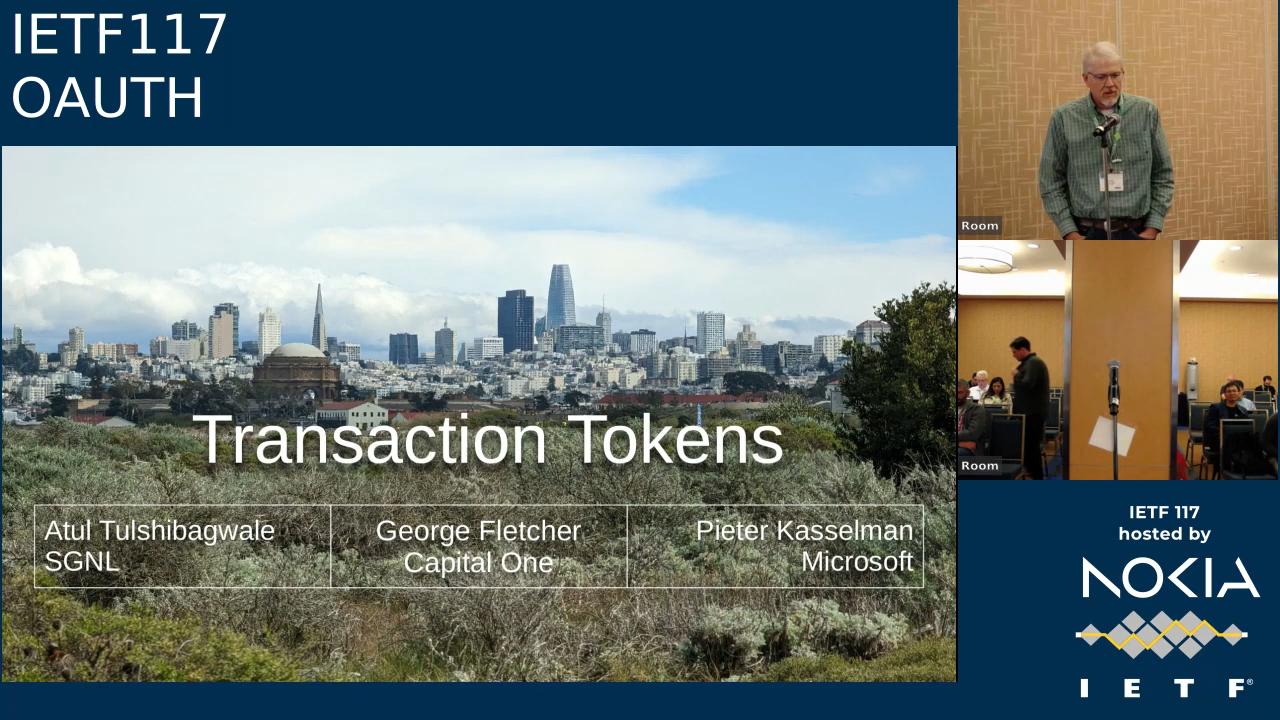 IETF117
OAUTH
Transaction Tokens
Atul Tulshibagwale
SGNL
George Fletcher
Capital One
Pieter Kasselman
Microsoft
Room
Room
IETF 117
hosted by
NOKIA
I E T F®